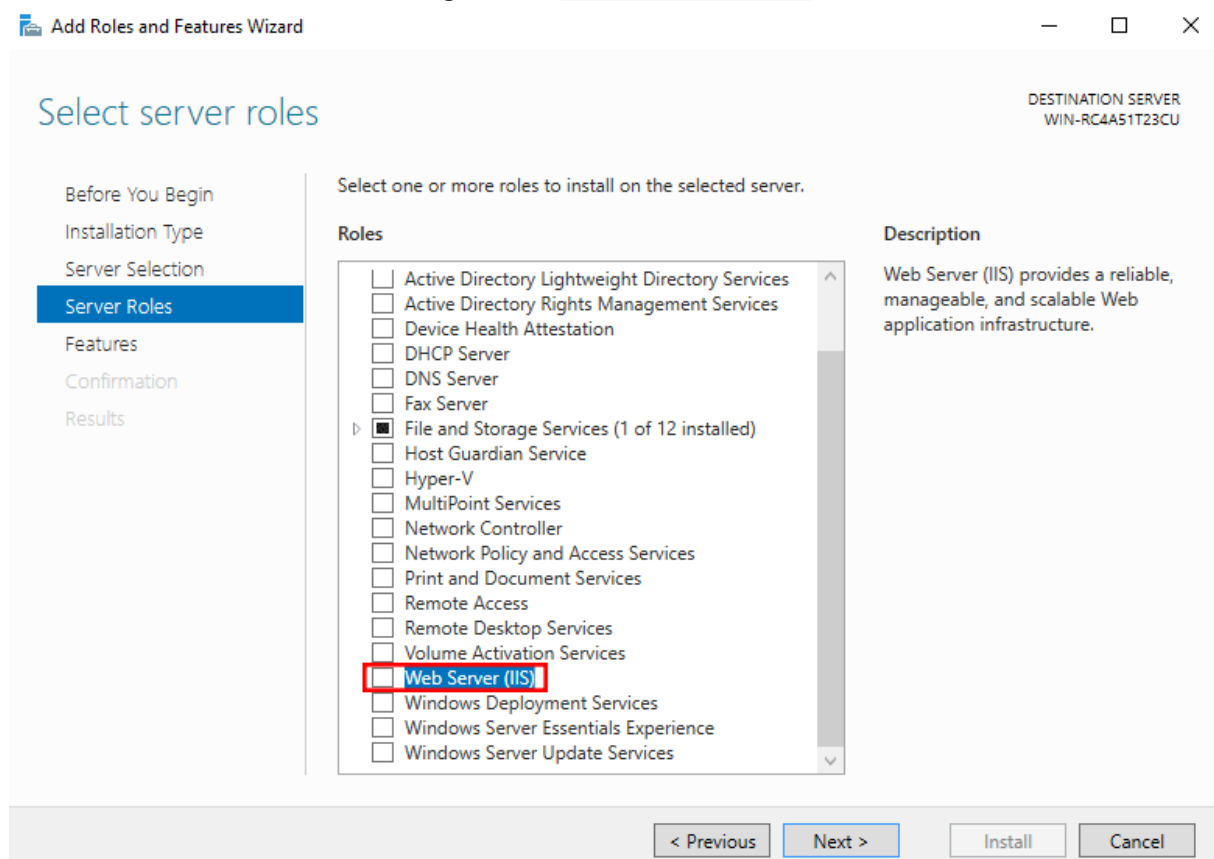 Add Roles and Features Wizard
Select server roles
DESTINATION SERVER
WIN-RC4A51T23CU
Before You Begin
Installation Type
Server Selection
Server Roles
Features
Confirmation
Results
Select one or more roles to install on the selected server.
Roles
Active Directory Lightweight Directory Services
Active Directory Rights Management Services
Device Health Attestation
DHCP Server
DNS Server
Fax Server
File and Storage Services (1 of 12 installed)
Host Guardian Service
Hyper-V
MultiPoint Services
Network Controller
Network Policy and Access Services
Print and Document Services
Remote Access
Remote Desktop Services
Volume Activation Services
Web Server (IIS)
Windows Deployment Services
Windows Server Essentials Experience
Windows Server Update Services
Description
Web Server (IIS) provides a reliable,
manageable, and scalable Web
application infrastructure.
< Previous
Next >
Install
Cancel